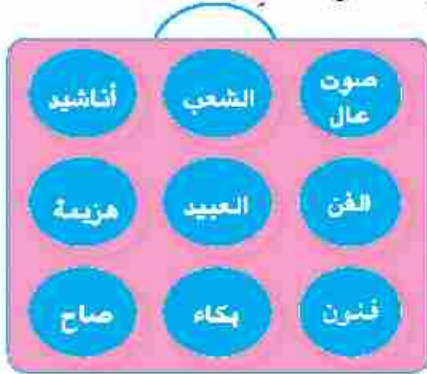 صوت
عال
الشعب
أناشيد
الفن
العبيد
هزيمة
فنون
بكاء
صاح